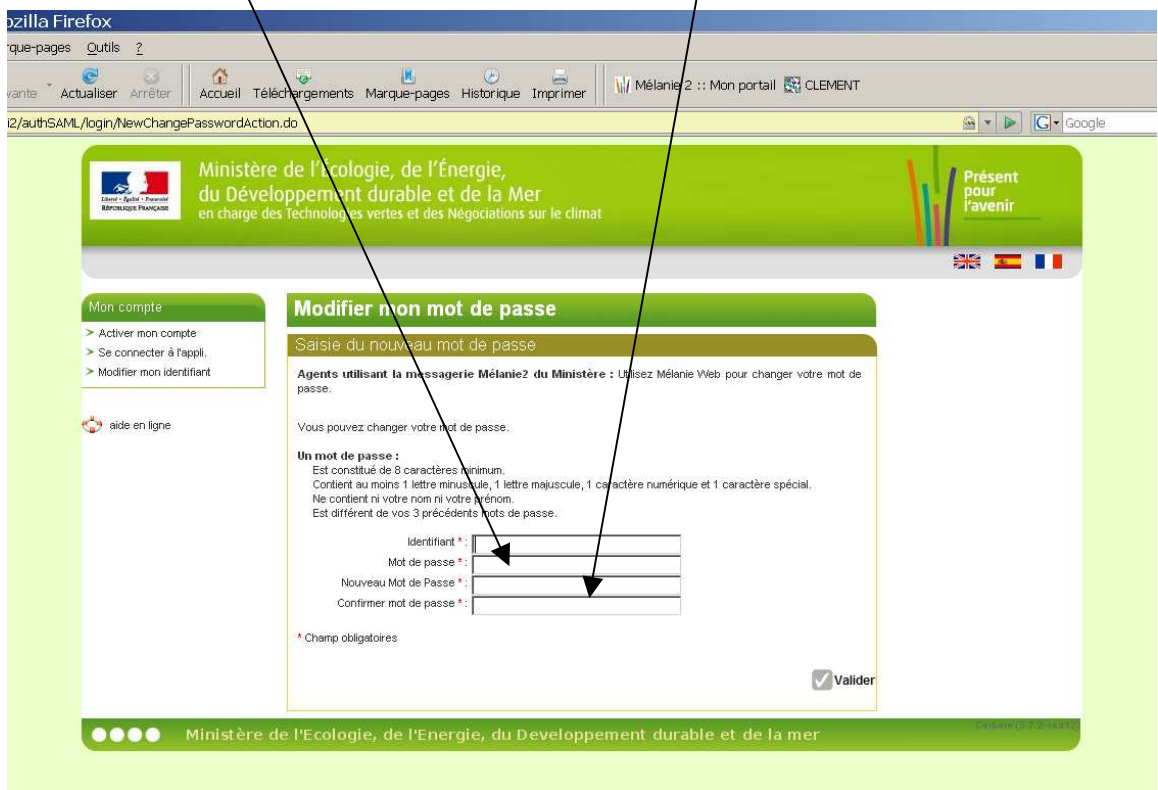 ozilla Firefox
rque-pages Outils ?
vante Actualiser Arrêter Accueil Téléchargements Marque-pages Historique Imprimer Mélanie 2 :: Mon portail CLEMENT
i2/authSAML/login/NewChangePasswordAction.do Google
Liberté • Égalité • Fraternité
RÉPUBLIQUE FRANÇAISE
Ministère de l'Écologie, de l'Énergie,
du Développement durable et de la Mer
en charge des Technologies vertes et des Négociations sur le climat
Présent
pour
l'avenir
Mon compte
> Activer mon compte
> Se connecter à l'appli.
> Modifier mon identifiant
aide en ligne
Modifier mon mot de passe
Saisie du nouveau mot de passe
Agents utilisant la messagerie Mélanie2 du Ministère : Utilisez Mélanie Web pour changer votre mot de
passe.
Vous pouvez changer votre mot de passe.
Un mot de passe :
Est constitué de 8 caractères minimum.
Contient au moins 1 lettre minuscule, 1 lettre majuscule, 1 caractère numérique et 1 caractère spécial.
Ne contient ni votre nom ni votre prénom.
Est différent de vos 3 précédents mots de passe.
Identifiant * :
Mot de passe * :
Nouveau Mot de Passe * :
Confirmer mot de passe * :
* Champ obligatoires
Valider
Ministère de l'Ecologie, de l'Energie, du Developpement durable et de la mer